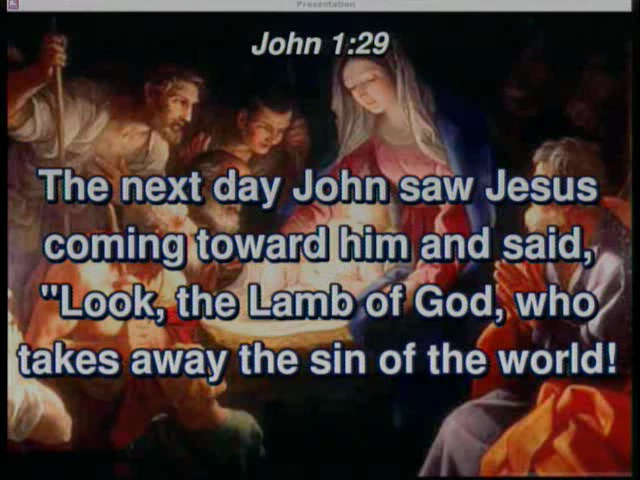 Presentation
John 1:29
The next day John saw Jesus
coming toward him and said,
"Look, the Lamb of God, who
takes away the sin of the world!